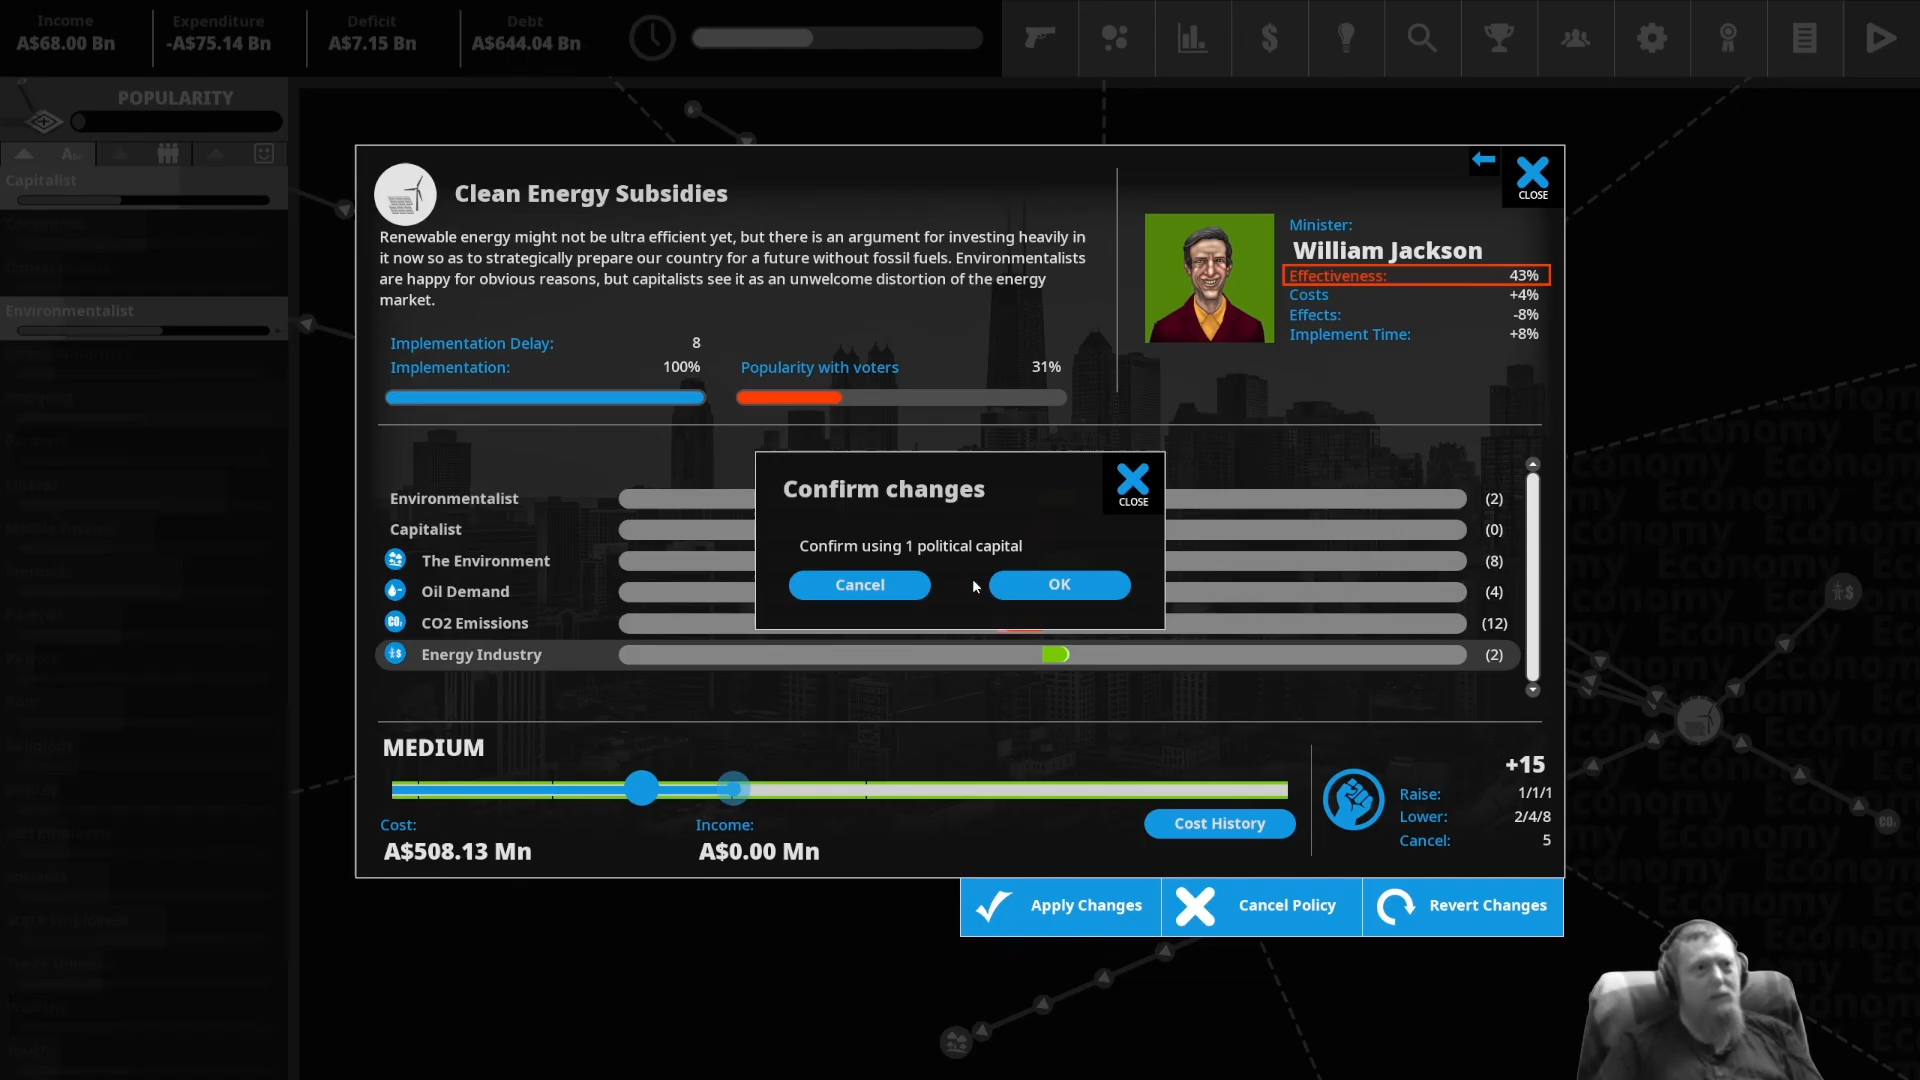 Income
A$68.00 Bn
Expenditure
-A$75.14 Bn
Deficit
A$7.15 Bn
Debt
A$644.04 Bn
POPULARITY
Capitalist
Environmentalist
Clean Energy Subsidies
CLOSE
Renewable energy might not be ultra efficient yet, but there is an argument for investing heavily in
it now so as to strategically prepare our country for a future without fossil fuels. Environmentalists
are happy for obvious reasons, but capitalists see it as an unwelcome distortion of the energy
market.
Minister:
William Jackson
Effectiveness: 43%
Costs +4%
Effects: -8%
Implement Time: +8%
Implementation Delay: 8
Implementation: 100%
Popularity with voters 31%
Environmentalist (2)
Capitalist (0)
The Environment (8)
Oil Demand (4)
CO2 Emissions (12)
Energy Industry (2)
Confirm changes
CLOSE
Confirm using 1 political capital
Cancel
OK
MEDIUM
Cost:
A$508.13 Mn
Income:
A$0.00 Mn
Cost History
+15
Raise: 1/1/1
Lower: 2/4/8
Cancel: 5
Apply Changes
Cancel Policy
Revert Changes
Economy